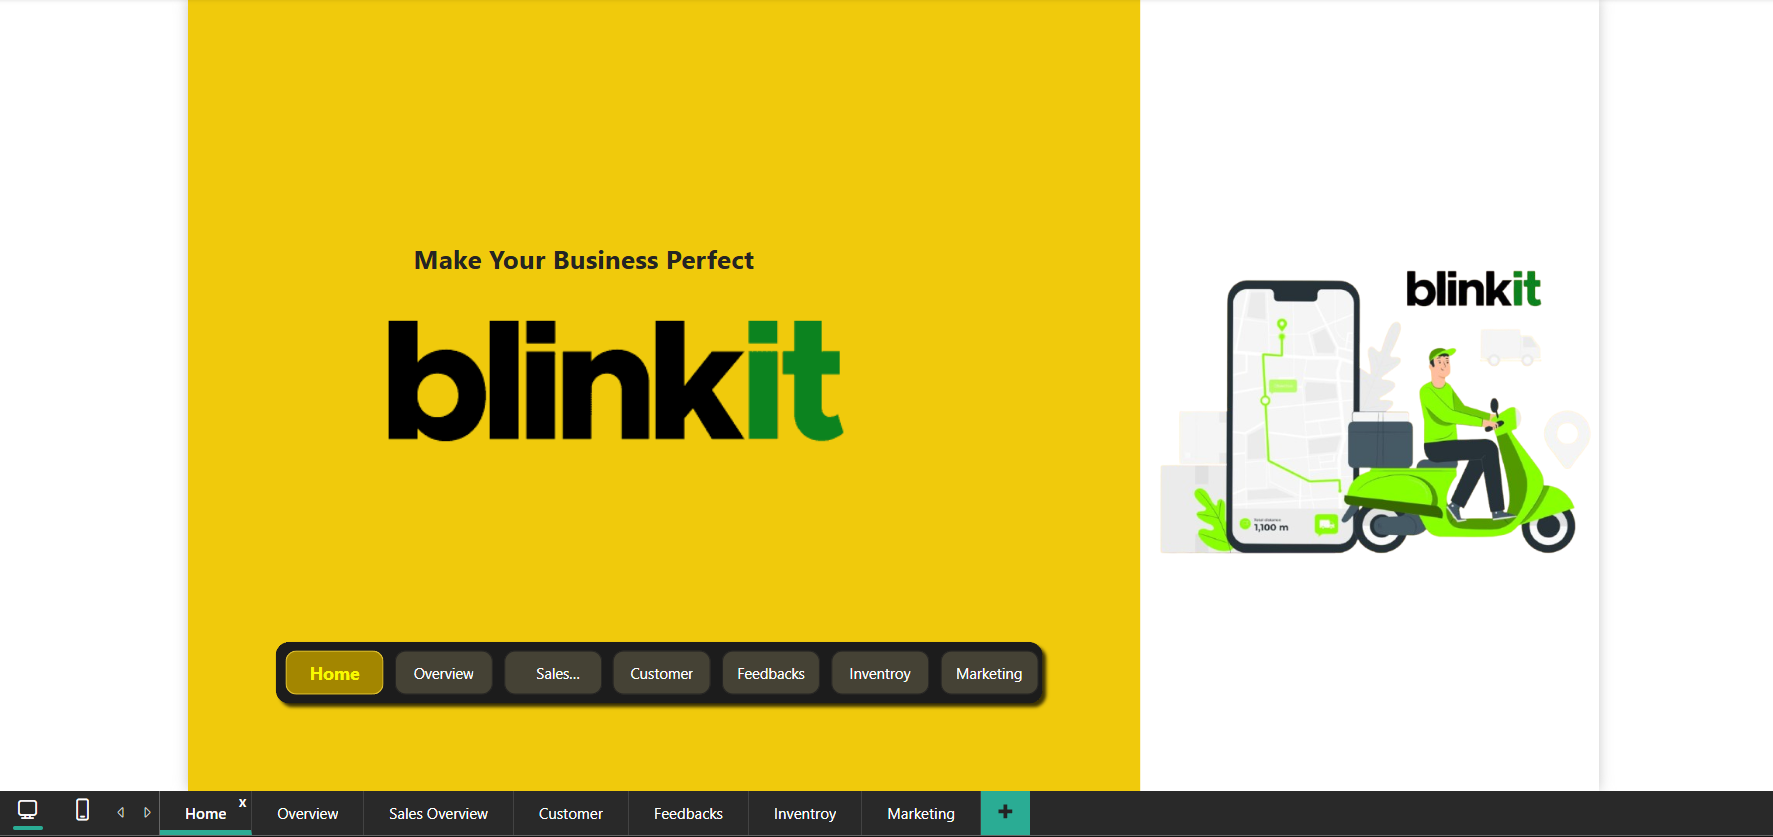 Make Your Business Perfect
blinkit
blinkit
1,100 m
Home Overview Sales... Customer Feedbacks Inventroy Marketing
Home x Overview Sales Overview Customer Feedbacks Inventroy Marketing +